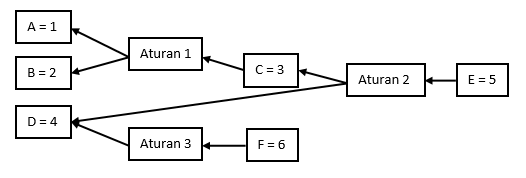 A = 1
Aturan 1
B = 2
C = 3
Aturan 2
E = 5
D = 4
Aturan 3
F = 6